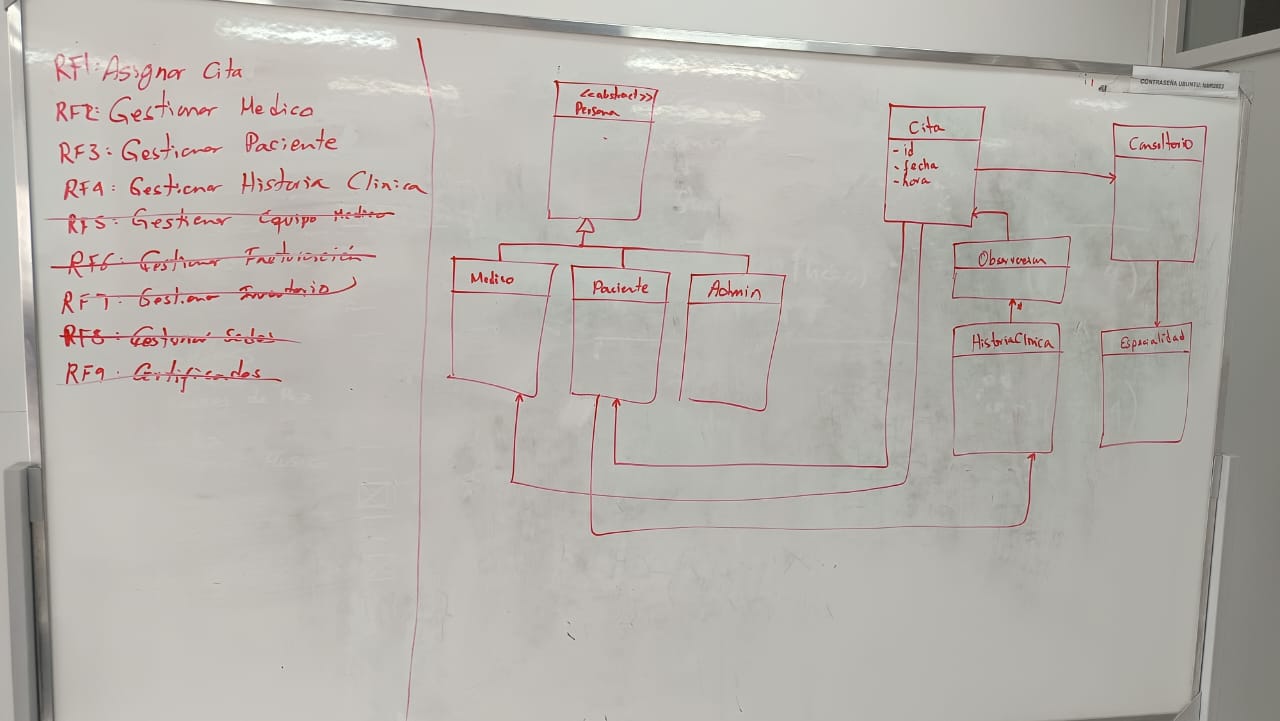 RF1: Asignar Cita
RF2: Gestionar Medico
RF3: Gestionar Paciente
RF4: Gestionar Historia Clinica
RF5: Gestionar Equipo Medico
RF6: Gestionar Facturación
RF7: Gestionar Inventario
RF8: Gestionar Sedes
RF9: Certificados
<<abstract>>
Persona
Medico
Paciente
Admin
Cita
- id
- fecha
- hora
Consultorio
Observacion
HistoriaClinica
Especialidad
CONTRASEÑA UBUNTU: